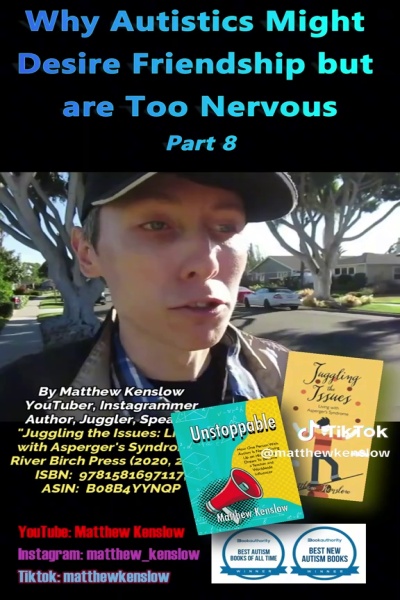 Why Autistics Might
Desire Friendship but
are Too Nervous
Part 8
By Matthew Kenslow
YouTuber, Instagrammer
Author, Juggler, Spea
"Juggling the Issues: Li
with Asperger's Syndro
River Birch Press (2020, 2
ISBN: 9781581697117
ASIN: B08B4YYNQP
Unstoppable
Matthew Kenslow
Juggling
the
Issues
Living with
Asperger's Syndrome
TikTok
@matthewkenslow
YouTube: Matthew Kenslow
Instagram: matthew_kenslow
Tiktok: matthewkenslow
Bookauthority
BEST AUTISM
BOOKS OF ALL TIME
WINNER
Bookauthority
BEST NEW
AUTISM BOOKS
WINNER